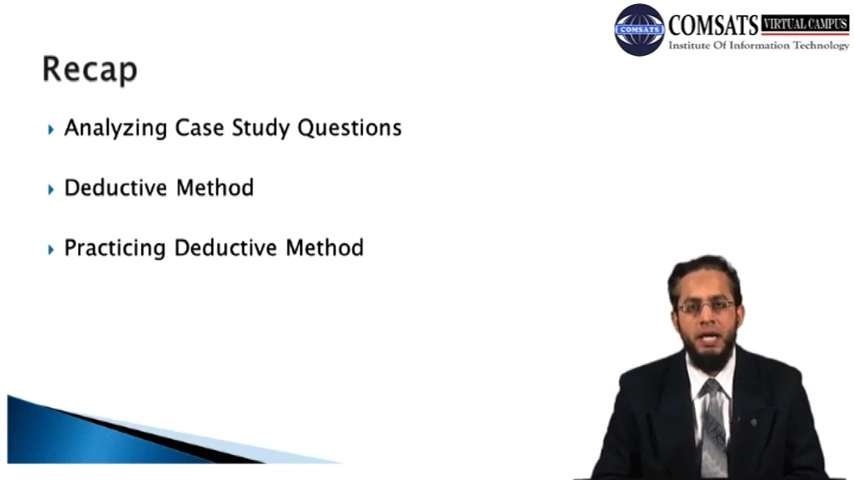 COMSATS
COMSATS VIRTUAL CAMPUS
Institute Of Information Technology
Recap
Analyzing Case Study Questions
Deductive Method
Practicing Deductive Method